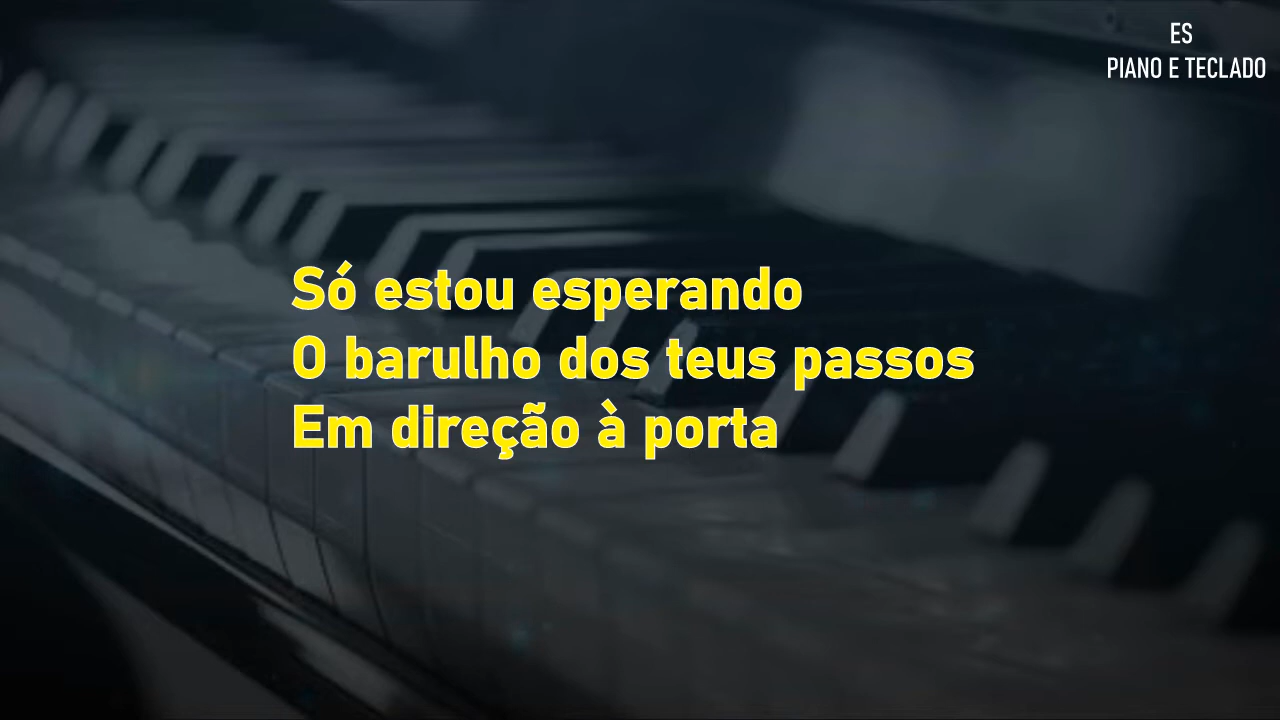 ES
PIANO E TECLADO
Só estou esperando
O barulho dos teus passos
Em direção à porta